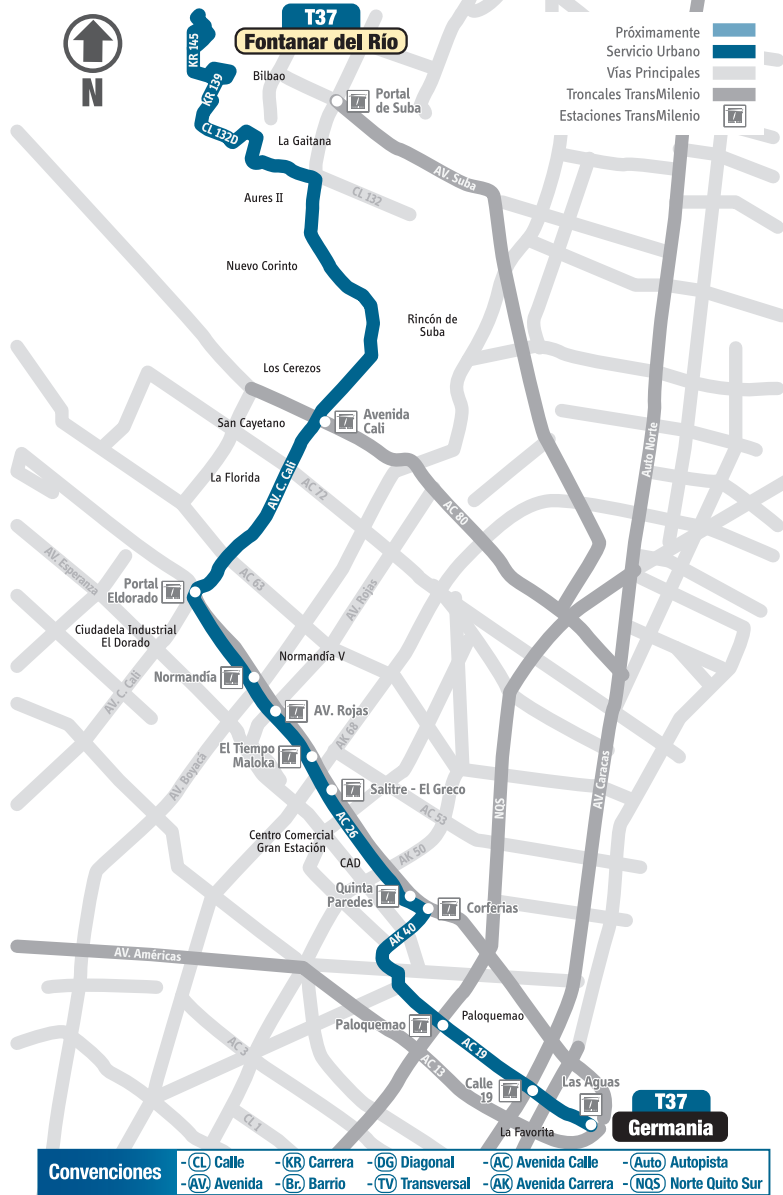 T37
Fontanar del Río
N
Próximamente
Servicio Urbano
Vías Principales
Troncales TransMilenio
Estaciones TransMilenio
KR 145
Bilbao
KR 139
Portal
de Suba
CL 132D
La Gaitana
AV. Suba
CL 132
Aures II
Nuevo Corinto
Rincón de
Suba
Los Cerezos
San Cayetano
Avenida
Cali
Auto Norte
La Florida
AV. C. Cali
AC 72
AC 80
AV. Esperanza
AC 63
AV. Rojas
Portal
Eldorado
Ciudadela Industrial
El Dorado
Normandía V
Normandía
AV. C. Cali
AV. Rojas
AK 68
El Tiempo
Maloka
AV. Boyacá
Salitre - El Greco
AV. Caracas
NQS
AC 53
AC 26
Centro Comercial
Gran Estación
CAD
AK 50
Quinta
Paredes
Corferias
AK 40
AV. Américas
Paloquemao
Paloquemao
AC 19
AC 3
AC 13
Calle
19
Las Aguas
CL 1
La Favorita
T37
Germania
Convenciones
- CL Calle
- KR Carrera
- DG Diagonal
- AC Avenida Calle
- Auto Autopista
- AV. Avenida
- Br. Barrio
- TV Transversal
- AK Avenida Carrera
- NQS Norte Quito Sur